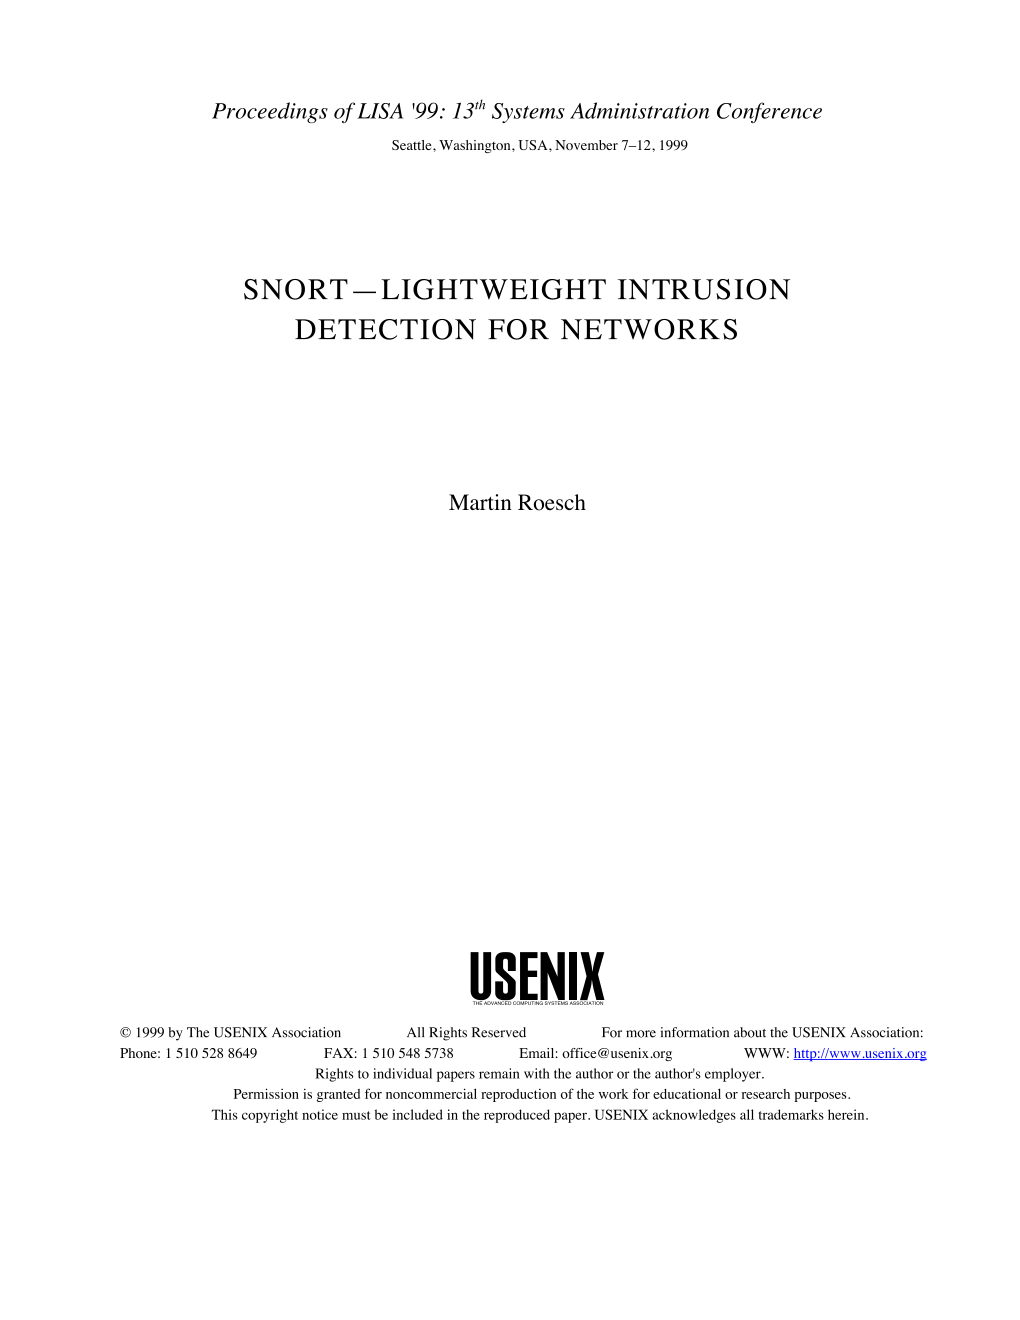 Proceedings of LISA '99: 13th Systems Administration Conference
Seattle, Washington, USA, November 7–12, 1999
SNORT—LIGHTWEIGHT INTRUSION
DETECTION FOR NETWORKS
Martin Roesch
USENIX
THE ADVANCED COMPUTING SYSTEMS ASSOCIATION
© 1999 by The USENIX Association All Rights Reserved For more information about the USENIX Association:
Phone: 1 510 528 8649 FAX: 1 510 548 5738 Email: office@usenix.org WWW: http://www.usenix.org
Rights to individual papers remain with the author or the author's employer.
Permission is granted for noncommercial reproduction of the work for educational or research purposes.
This copyright notice must be included in the reproduced paper. USENIX acknowledges all trademarks herein.